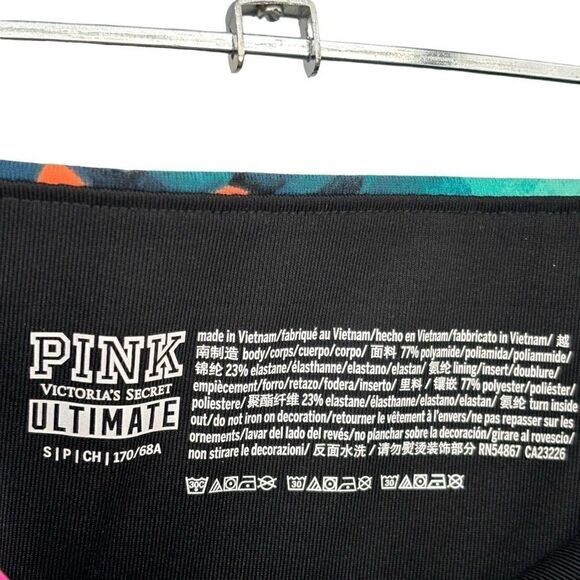 PINK
VICTORIA'S SECRET
ULTIMATE
S | P | CH | 170/68A
made in Vietnam/fabriqué au Vietnam/hecho en Vietnam/fabbricato in Vietnam/ 越
南制造 body/corps/cuerpo/corpo/ 面料 77% polyamide/poliamida/poliammide/
锦纶 23% elastane/élasthanne/elastano/elastan/ 氨纶 lining/insert/doublure/
empiècement/forro/retazo/fodera/inserto/ 里料 / 镶嵌 77% polyester/poliéster/
poliestere/ 聚酯纤维 23% elastane/élasthanne/elastano/elastan/ 氨纶 turn inside
out/do not iron on decoration/retourner le vêtement à l'envers/ne pas repasser sur les
ornements/lavar del lado del revés/no planchar sobre la decoración/girare al rovescio/
non stirare le decorazioni/ 反面水洗 / 请勿熨烫装饰部分 RN54867 CA23226
30C 30 30